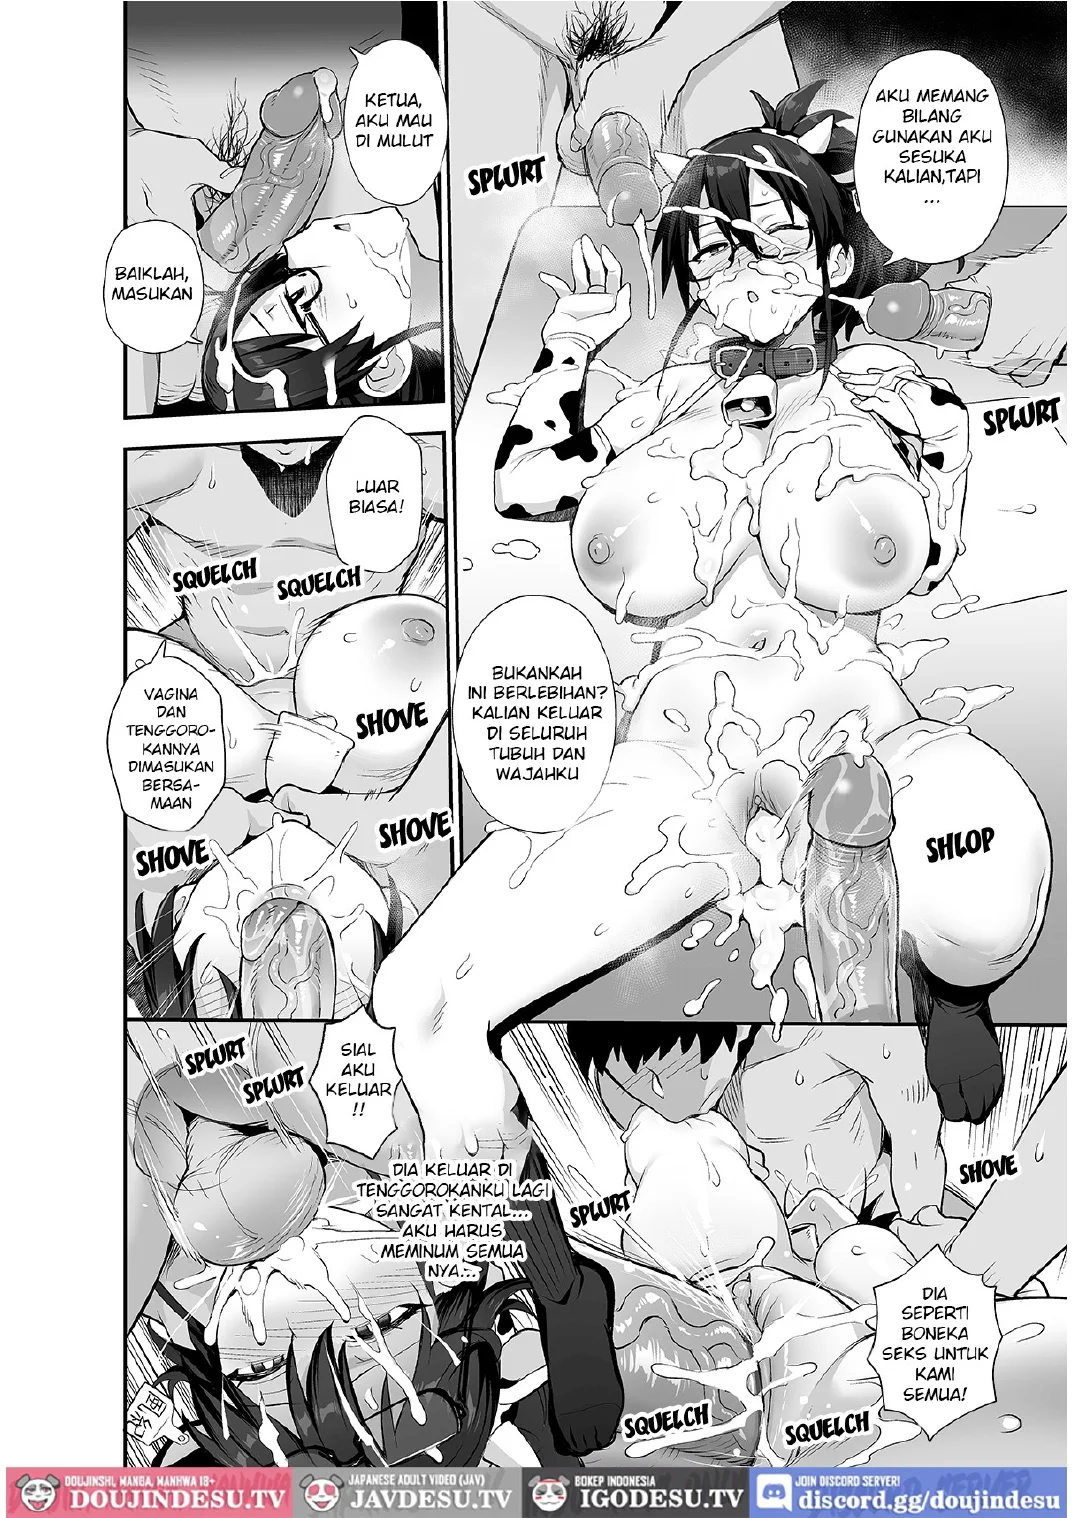 AKU MEMANG
BILANG
GUNAKAN AKU
SESUKA
KALIAN,TAPI
...
SPLURT
SPLURT
BUKANKAH
INI BERLEBIHAN?
KALIAN KELUAR
DI SELURUH
TUBUH DAN
WAJAHKU
SHLOP
KETUA,
AKU MAU
DI MULUT
BAIKLAH,
MASUKAN
LUAR
BIASA!
SQUELCH
SQUELCH
VAGINA
DAN
TENGGORO-
KANNYA
DIMASUKAN
BERSA-
MAAN
SHOVE
SHOVE
SHOVE
SHOVE
SPLURT
DIA
SEPERTI
BONEKA
SEKS UNTUK
KAMI
SEMUA!
SQUELCH
SQUELCH
SPLURT
SPLURT
SIAL
AKU
KELUAR
!!
DIA KELUAR DI
TENGGOROKANKU LAGI
SANGAT KENTAL...
AKU HARUS
MEMINUM SEMUA
NYA...
DOUJINSHI, MANGA, MANHWA 18+
DOUJINDESU.TV
JAPANESE ADULT VIDEO (JAV)
JAVDESU.TV
BOKEP INDONESIA
IGODESU.TV
JOIN DISCORD SERVER!
discord.gg/doujindesu